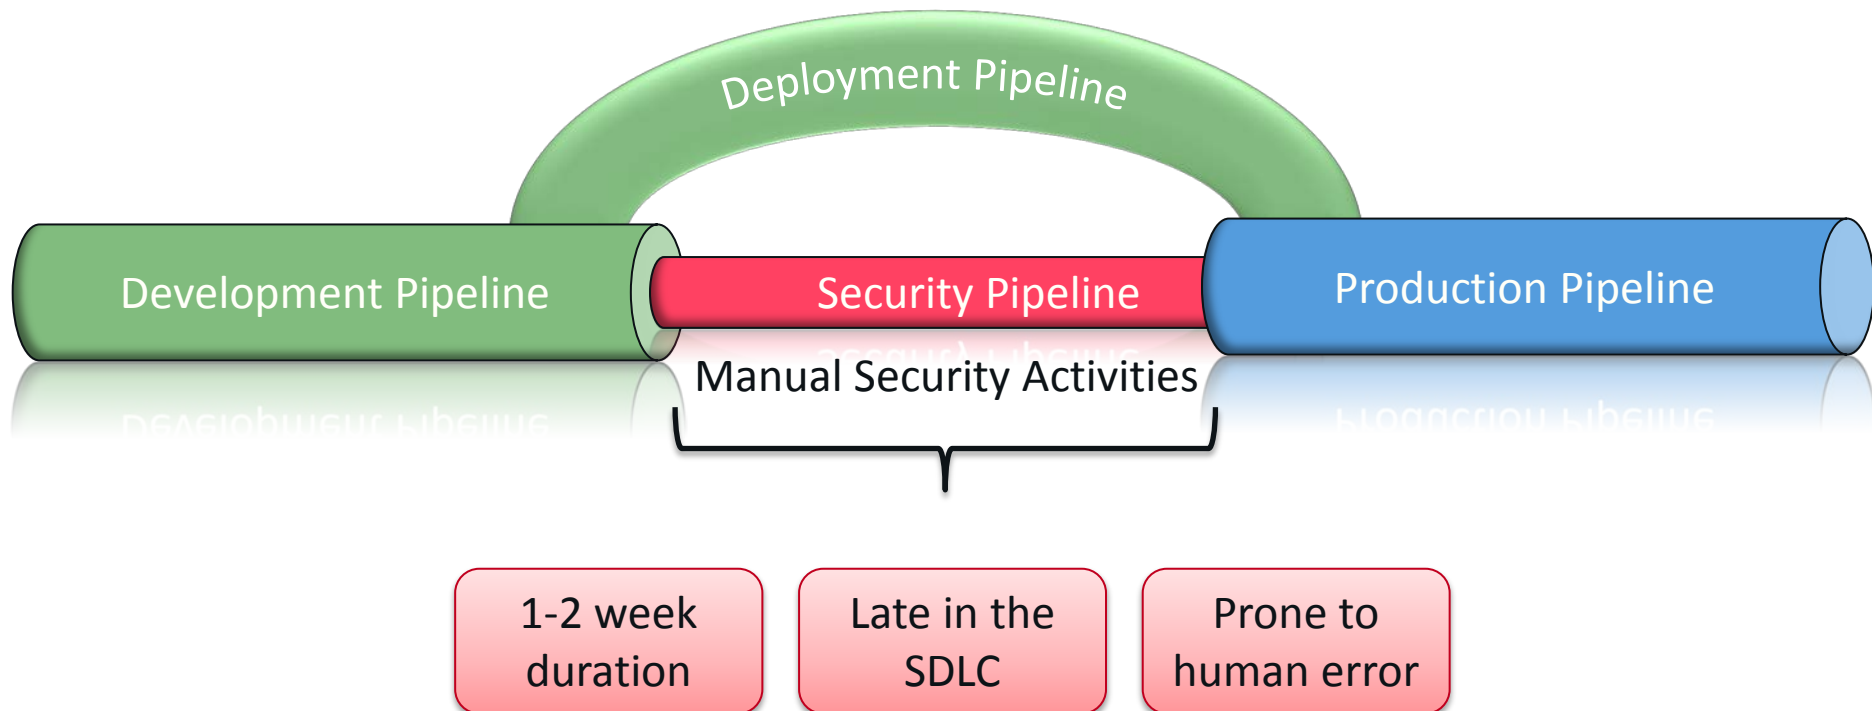 Deployment Pipeline
Development Pipeline
Security Pipeline
Production Pipeline
Manual Security Activities
1-2 week
duration
Late in the
SDLC
Prone to
human error